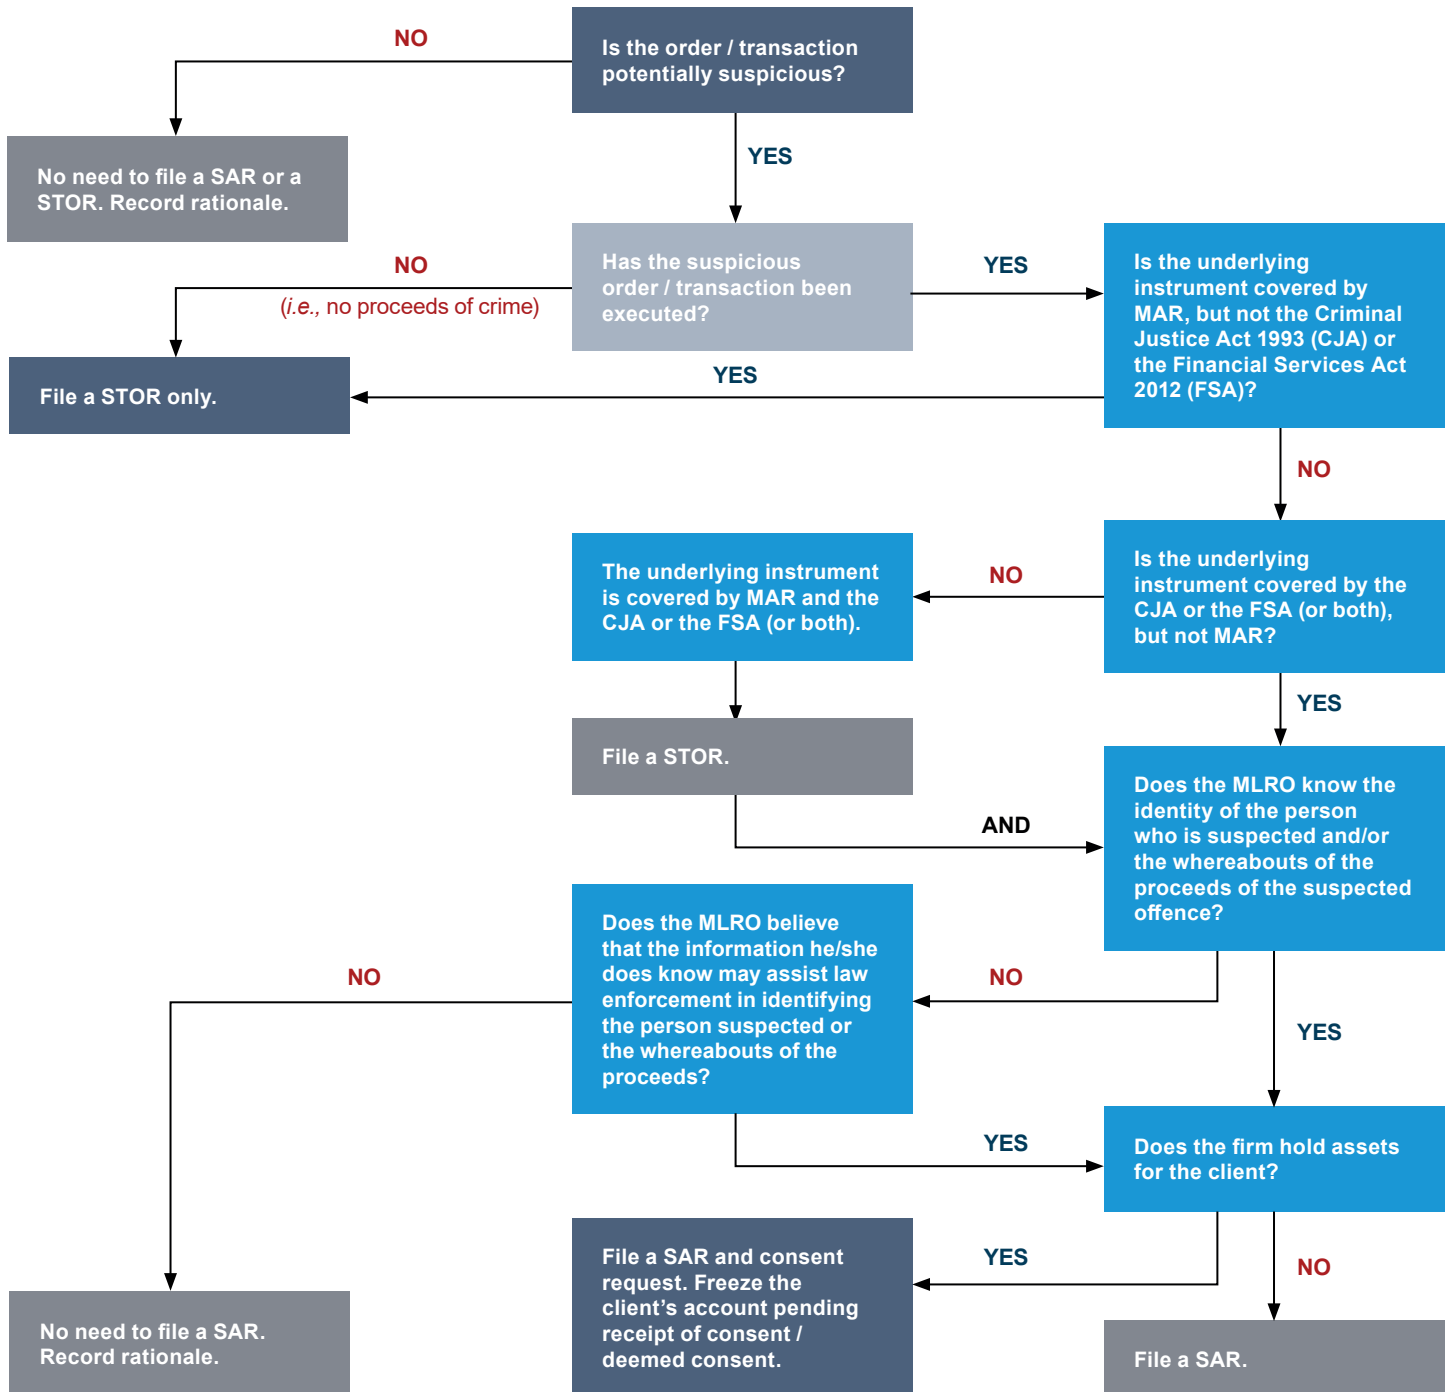 NO
Is the order / transaction
potentially suspicious?
YES
No need to file a SAR or a
STOR. Record rationale.
NO
(i.e., no proceeds of crime)
Has the suspicious
order / transaction been
executed?
YES
Is the underlying
instrument covered by
MAR, but not the Criminal
Justice Act 1993 (CJA) or
the Financial Services Act
2012 (FSA)?
YES
File a STOR only.
NO
The underlying instrument
is covered by MAR and the
CJA or the FSA (or both).
NO
Is the underlying
instrument covered by the
CJA or the FSA (or both),
but not MAR?
YES
File a STOR.
AND
Does the MLRO know the
identity of the person
who is suspected and/or
the whereabouts of the
proceeds of the suspected
offence?
NO
Does the MLRO believe
that the information he/she
does know may assist law
enforcement in identifying
the person suspected or
the whereabouts of the
proceeds?
NO
YES
YES
Does the firm hold assets
for the client?
YES
NO
File a SAR and consent
request. Freeze the
client’s account pending
receipt of consent /
deemed consent.
No need to file a SAR.
Record rationale.
File a SAR.